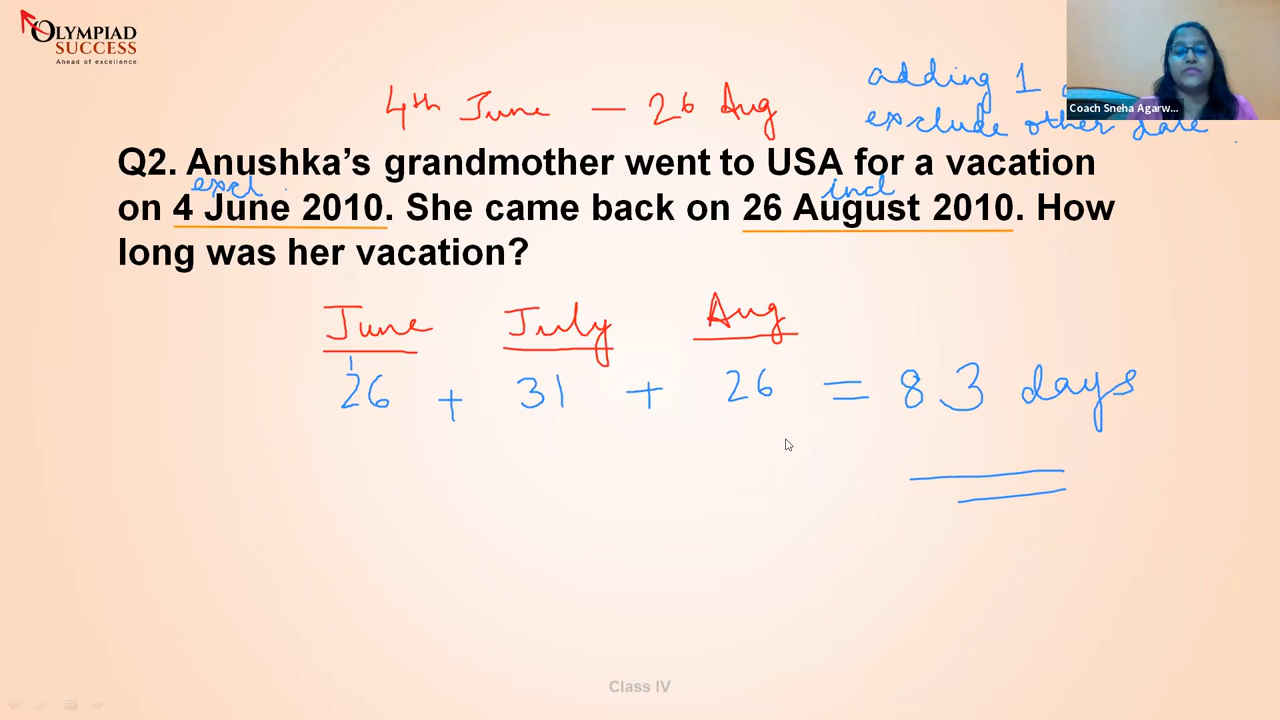 OLYMPIAD
SUCCESS
Ahead of excellence
adding 1
4th June — 26 Aug
Coach Sneha Agarw...
exclude other date
Q2. Anushka's grandmother went to USA for a vacation
excl incl
on 4 June 2010. She came back on 26 August 2010. How
long was her vacation?
June July Aug
26 + 31 + 26 = 83 days
Class IV